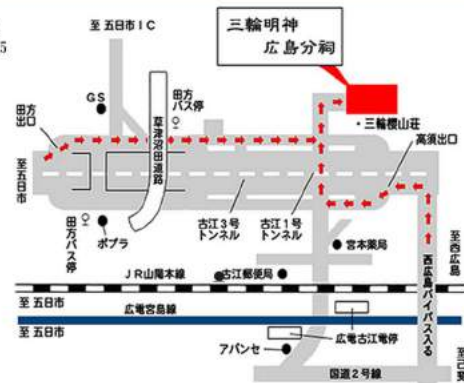 至 五日市IC
5
三輪明神
広島分祠
GS
田方
バス停
田方
出口
草津沼田道路
・三輪櫻山荘
高須出口
至五日市
古江3号
トンネル
古江1号
トンネル
至西広島
田方
バス停
ポプラ
宮本薬局
西広島バイパス入る
JR山陽本線
古江郵便局
至 五日市
広電宮島線
至 五日市
広電古江電停
アバンセ
国道2号線